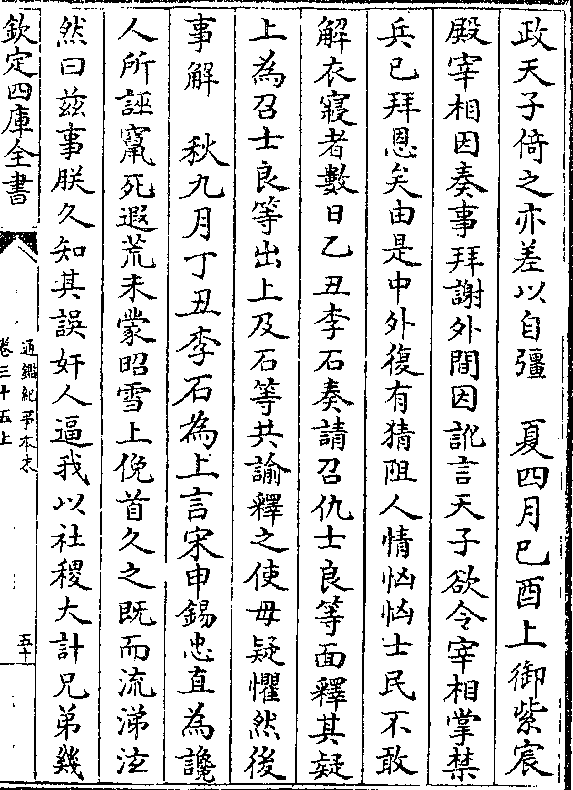 政天子倚之亦差以自彊　夏四月己酉上御紫宸
殿宰相因奏事拜謝外間因訛言天子欲令宰相掌禁
兵已拜恩矣由是中外復有猜阻人情忷忷士民不敢
解衣寢者數日乙丑李石奏請召仇士良等面釋其疑
上為召士良等出上及石等共諭釋之使毋疑懼然後
事解　秋九月丁丑李石為上言宋申錫忠直為讒
人所誣竄死遐荒未蒙昭雪上俛首久之既而流涕泫
然曰兹事朕久知其誤奸人逼我以社稷大計兄弟幾
欽定四庫全書
通鑑紀事本末
卷三十五上
五十